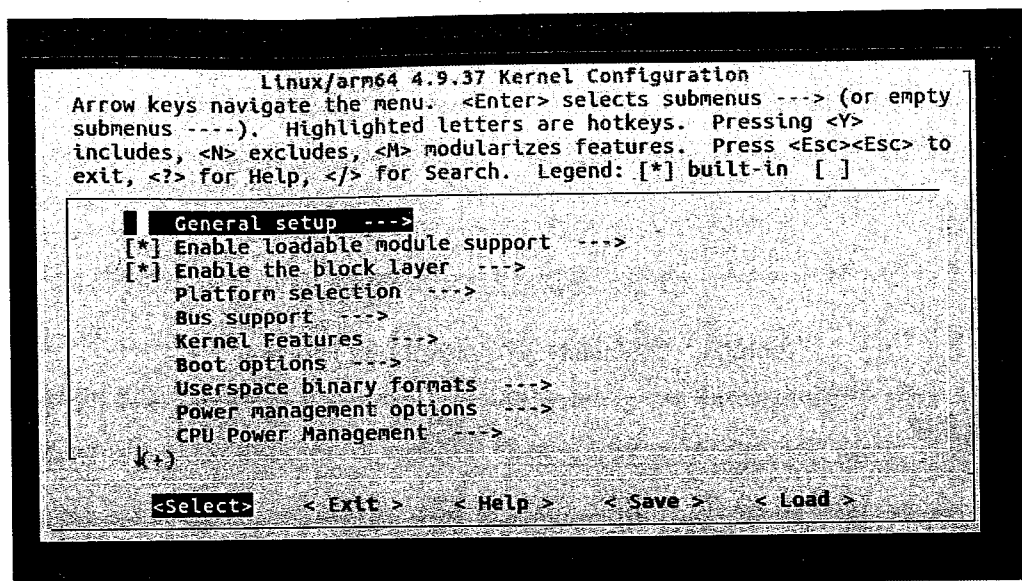 Linux/arm64 4.9.37 Kernel Configuration
Arrow keys navigate the menu.  <Enter> selects submenus ---> (or empty
submenus ----).  Highlighted letters are hotkeys.  Pressing <Y>
includes, <N> excludes, <M> modularizes features.  Press <Esc><Esc> to
exit, <?> for Help, </> for Search.  Legend: [*] built-in  [ ]
General setup  --->
[*] Enable loadable module support  --->
[*] Enable the block layer  --->
Platform selection  --->
Bus support  --->
Kernel Features  --->
Boot options  --->
Userspace binary formats  --->
Power management options  --->
CPU Power Management  --->
(+)
<Select>    < Exit >    < Help >    < Save >    < Load >